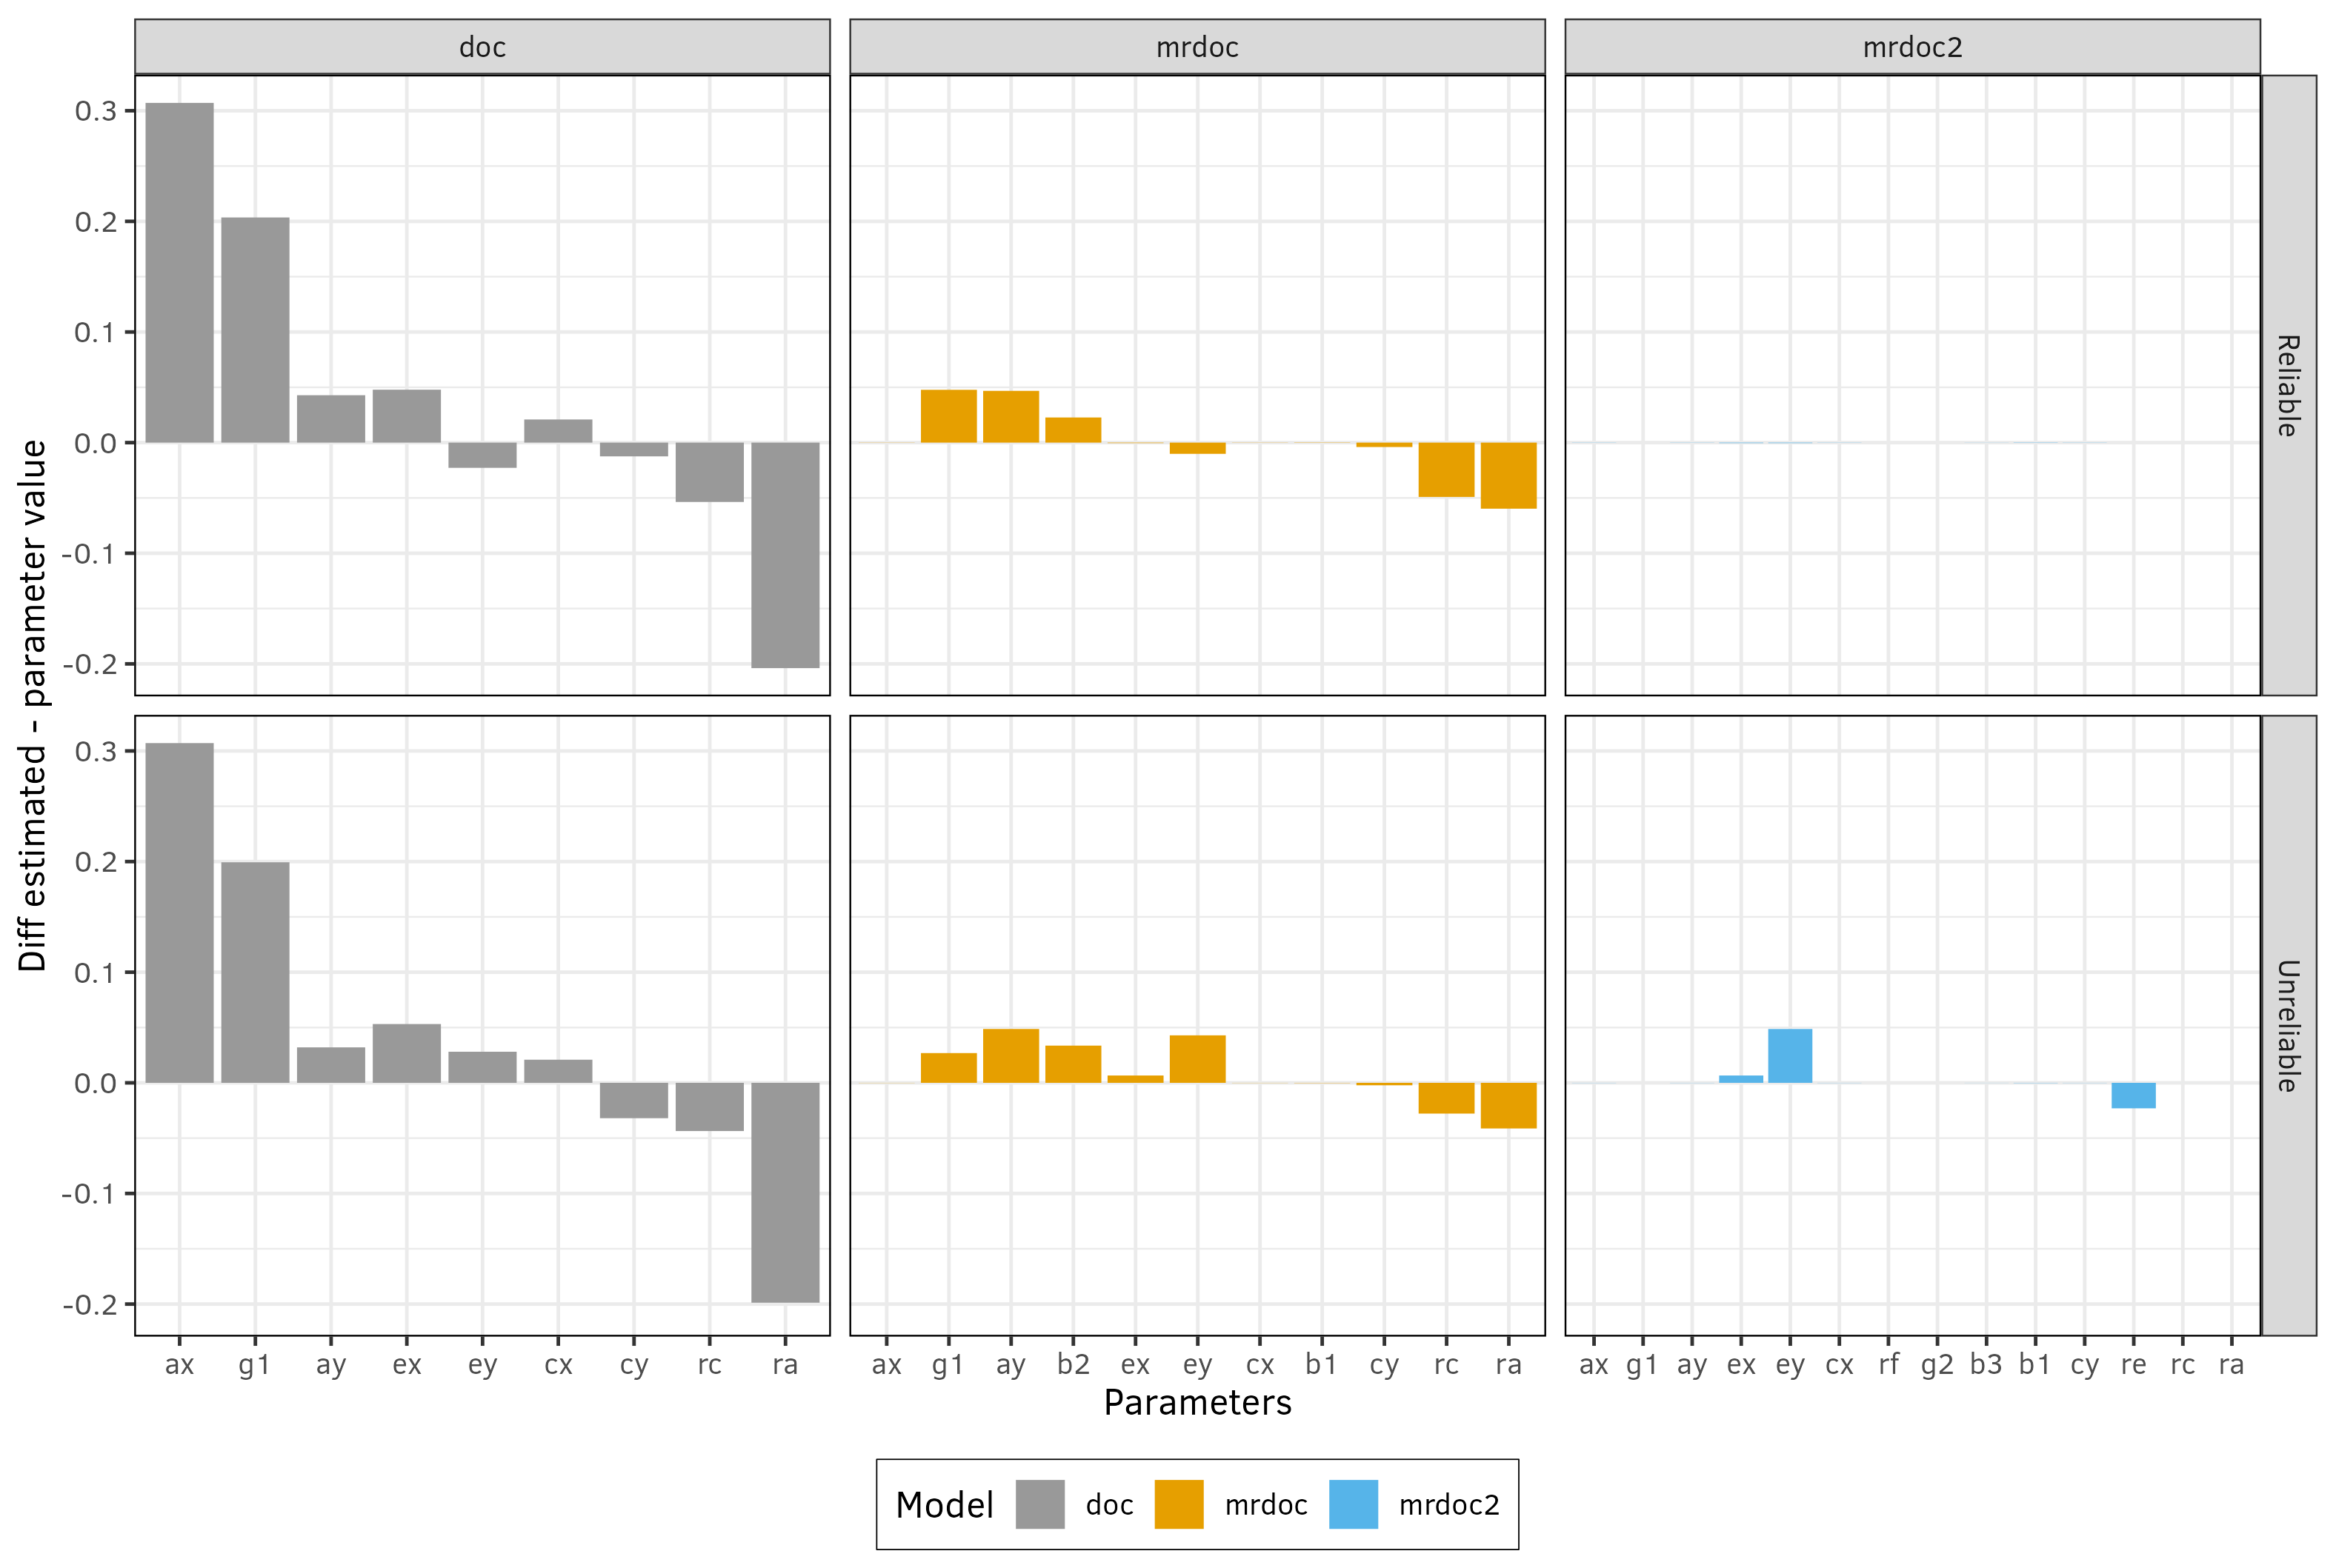 doc mrdoc mrdoc2
0.3
0.2
0.1
0.0
-0.1
-0.2
Reliable
Diff estimated - parameter value
0.3
0.2
0.1
0.0
-0.1
-0.2
Unreliable
ax g1 ay ex ey cx cy rc ra
ax g1 ay b2 ex ey cx b1 cy rc ra
ax g1 ay ex ey cx rf g2 b3 b1 cy re rc ra
Parameters
Model doc mrdoc mrdoc2